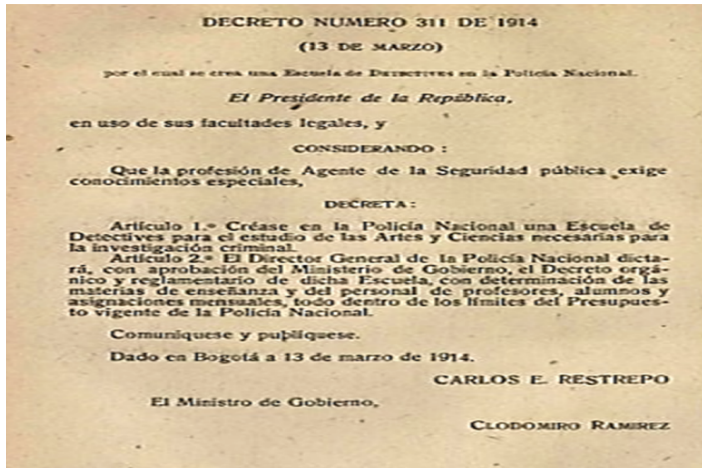 DECRETO NUMERO 311 DE 1914
(13 DE MARZO)
por el cual se crea una Escuela de DETECTIVES en la Policía Nacional.
El Presidente de la República,
en uso de sus facultades legales, y
CONSIDERANDO :
Que la profesión de Agente de la Seguridad pública exige
conocimientos especiales,
DECRETA :
Artículo 1.º Créase en la Policía Nacional una Escuela de
Detectives para el estudio de las Artes y Ciencias necesarias para
la investigación criminal.
Artículo 2.º El Director General de la Policía Nacional dicta-
rá, con aprobación del Ministerio de Gobierno, el Decreto orgá-
nico y reglamentario de dicha Escuela, con determinación de las
materias de enseñanza y del personal de profesores, alumnos y
asignaciones mensuales, todo dentro de los límites del Presupues-
to vigente de la Policía Nacional.
Comuníquese y publíquese.
Dado en Bogotá a 13 de marzo de 1914.
CARLOS E. RESTREPO
El Ministro de Gobierno,
CLODOMIRO RAMIREZ